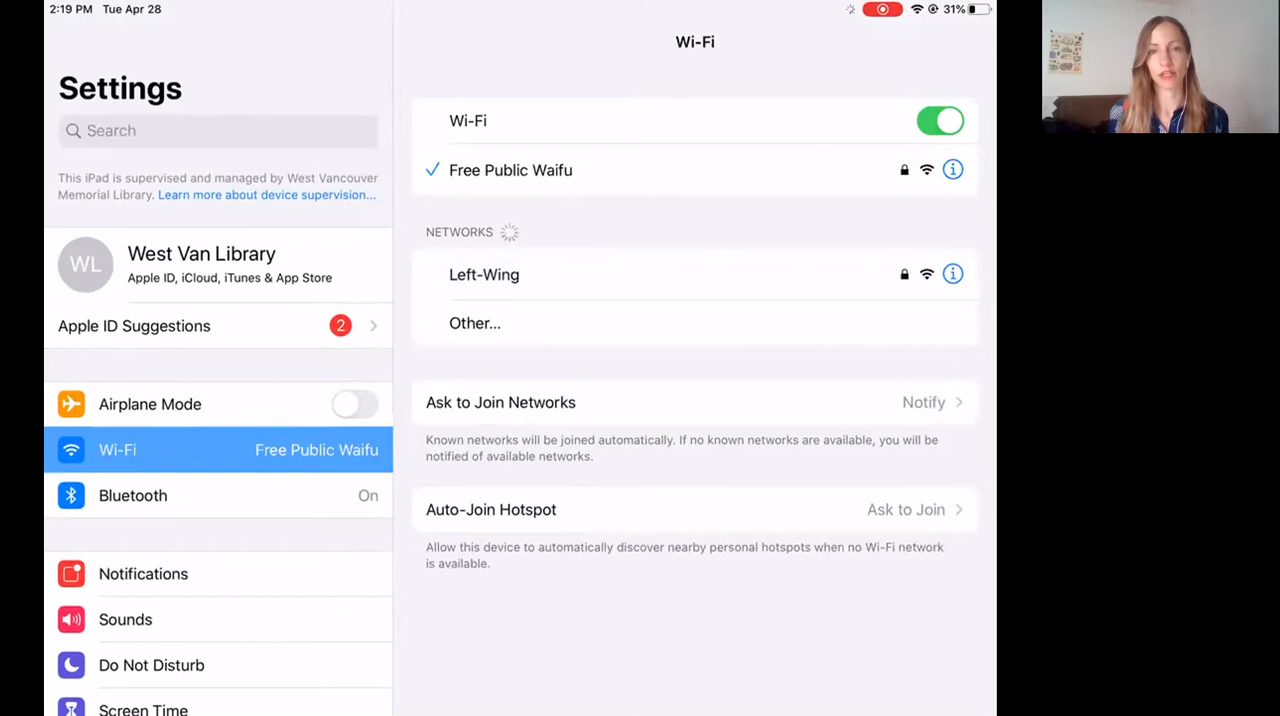 2:19 PM Tue Apr 28
31%
Settings
Search
This iPad is supervised and managed by West Vancouver
Memorial Library. Learn more about device supervision...
WL
West Van Library
Apple ID, iCloud, iTunes & App Store
Apple ID Suggestions 2
Airplane Mode
Wi-Fi Free Public Waifu
Bluetooth On
Notifications
Sounds
Do Not Disturb
Screen Time
Wi-Fi
Wi-Fi
Free Public Waifu
NETWORKS
Left-Wing
Other...
Ask to Join Networks Notify
Known networks will be joined automatically. If no known networks are available, you will be
notified of available networks.
Auto-Join Hotspot Ask to Join
Allow this device to automatically discover nearby personal hotspots when no Wi-Fi network
is available.